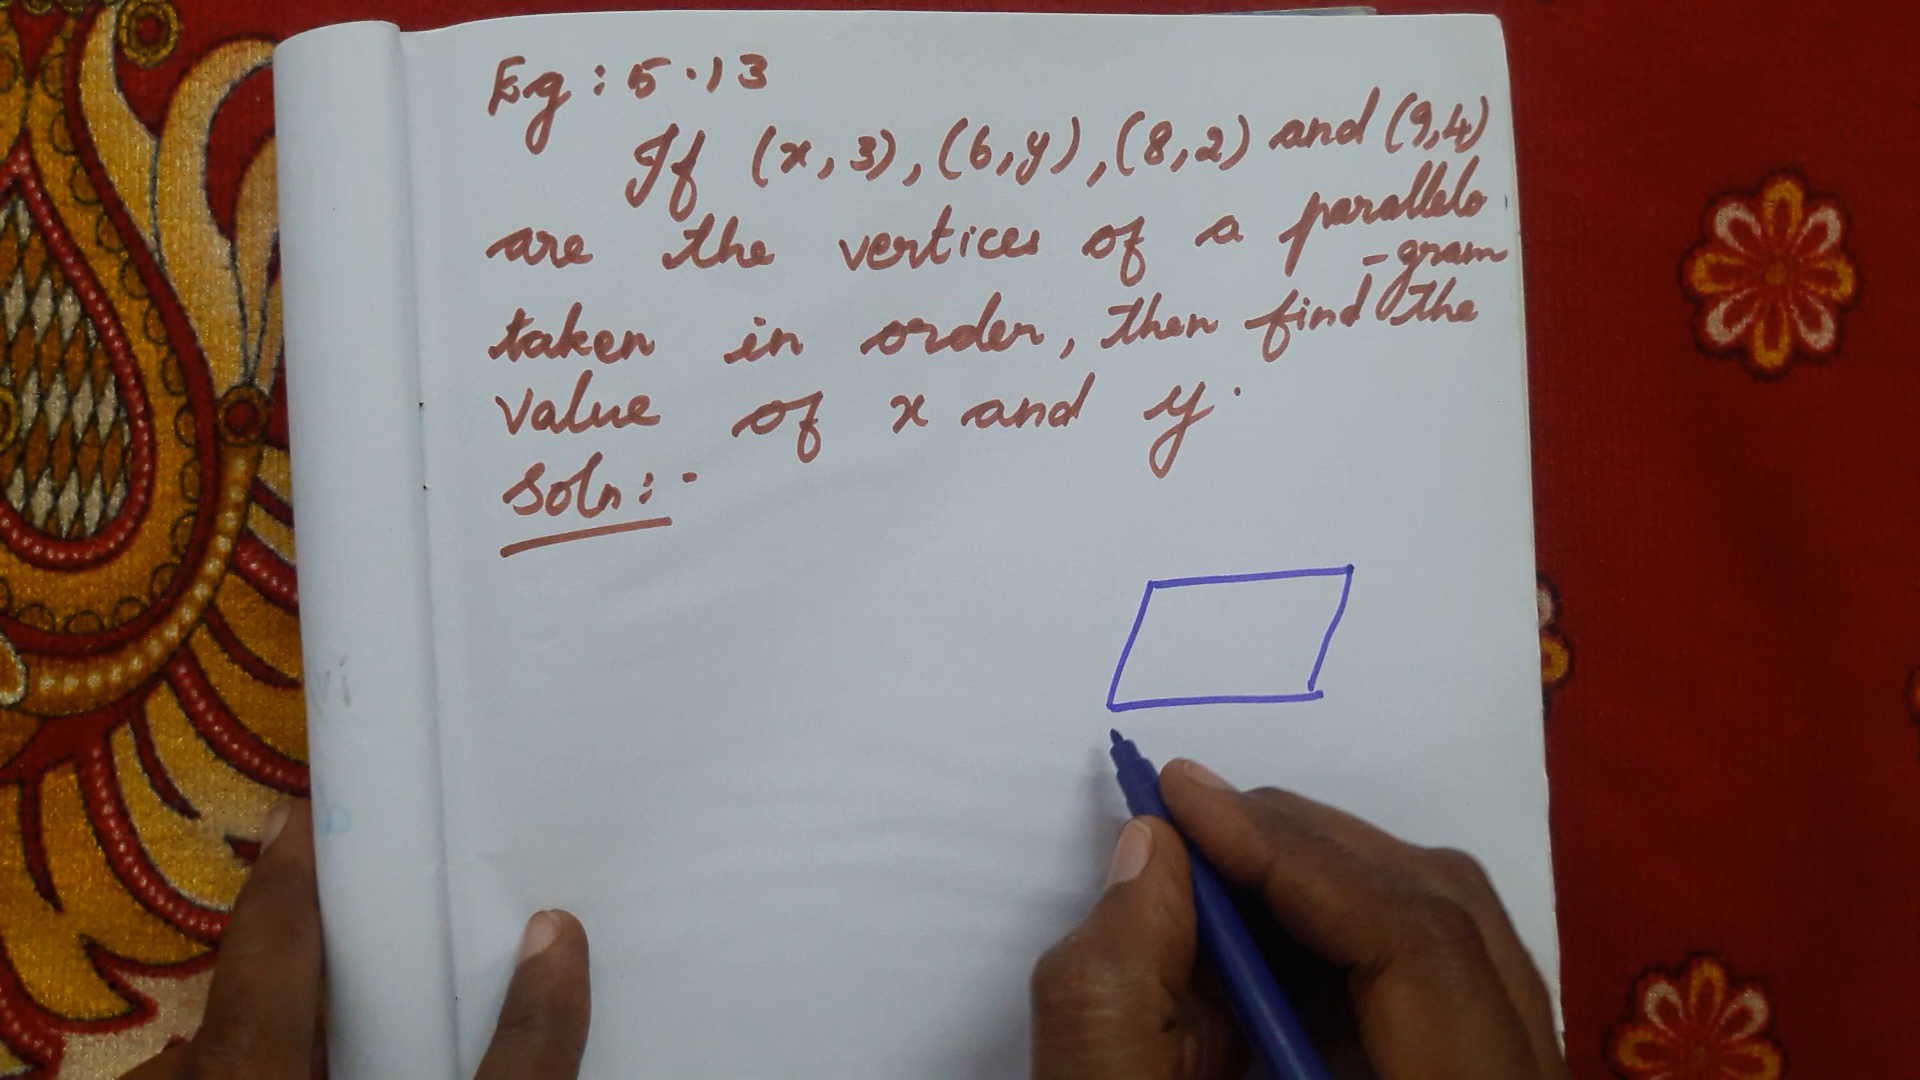 Eg : 5.13
If (x, 3), (6, y), (8, 2) and (9, 4)
are the vertices of a parallelo
-gram
taken in order, then find the
value of x and y.
Soln : -